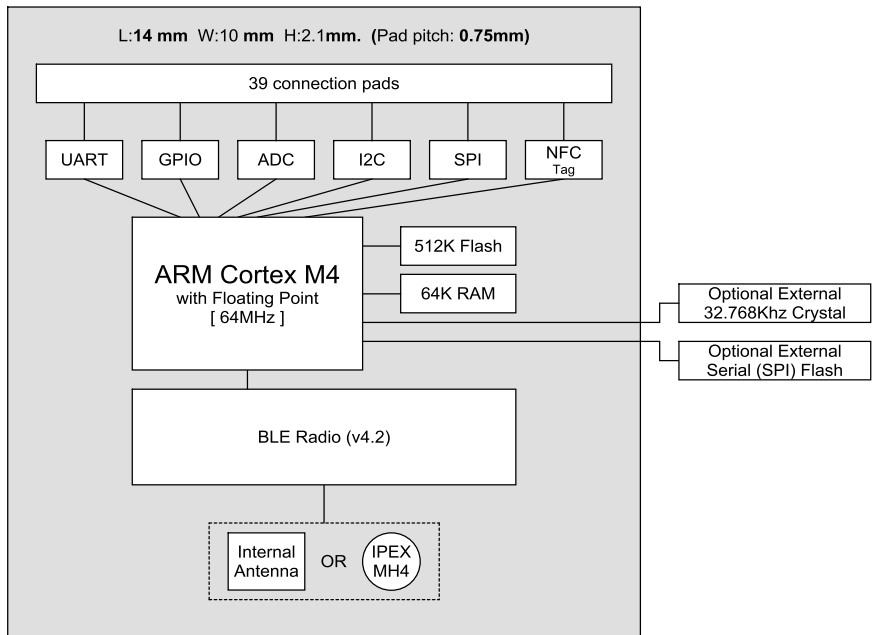 L:14 mm W:10 mm H:2.1mm. (Pad pitch: 0.75mm)
39 connection pads
UART
GPIO
ADC
I2C
SPI
NFC
Tag
ARM Cortex M4
with Floating Point
[ 64MHz ]
512K Flash
64K RAM
Optional External
32.768Khz Crystal
Optional External
Serial (SPI) Flash
BLE Radio (v4.2)
Internal
Antenna
OR
IPEX
MH4